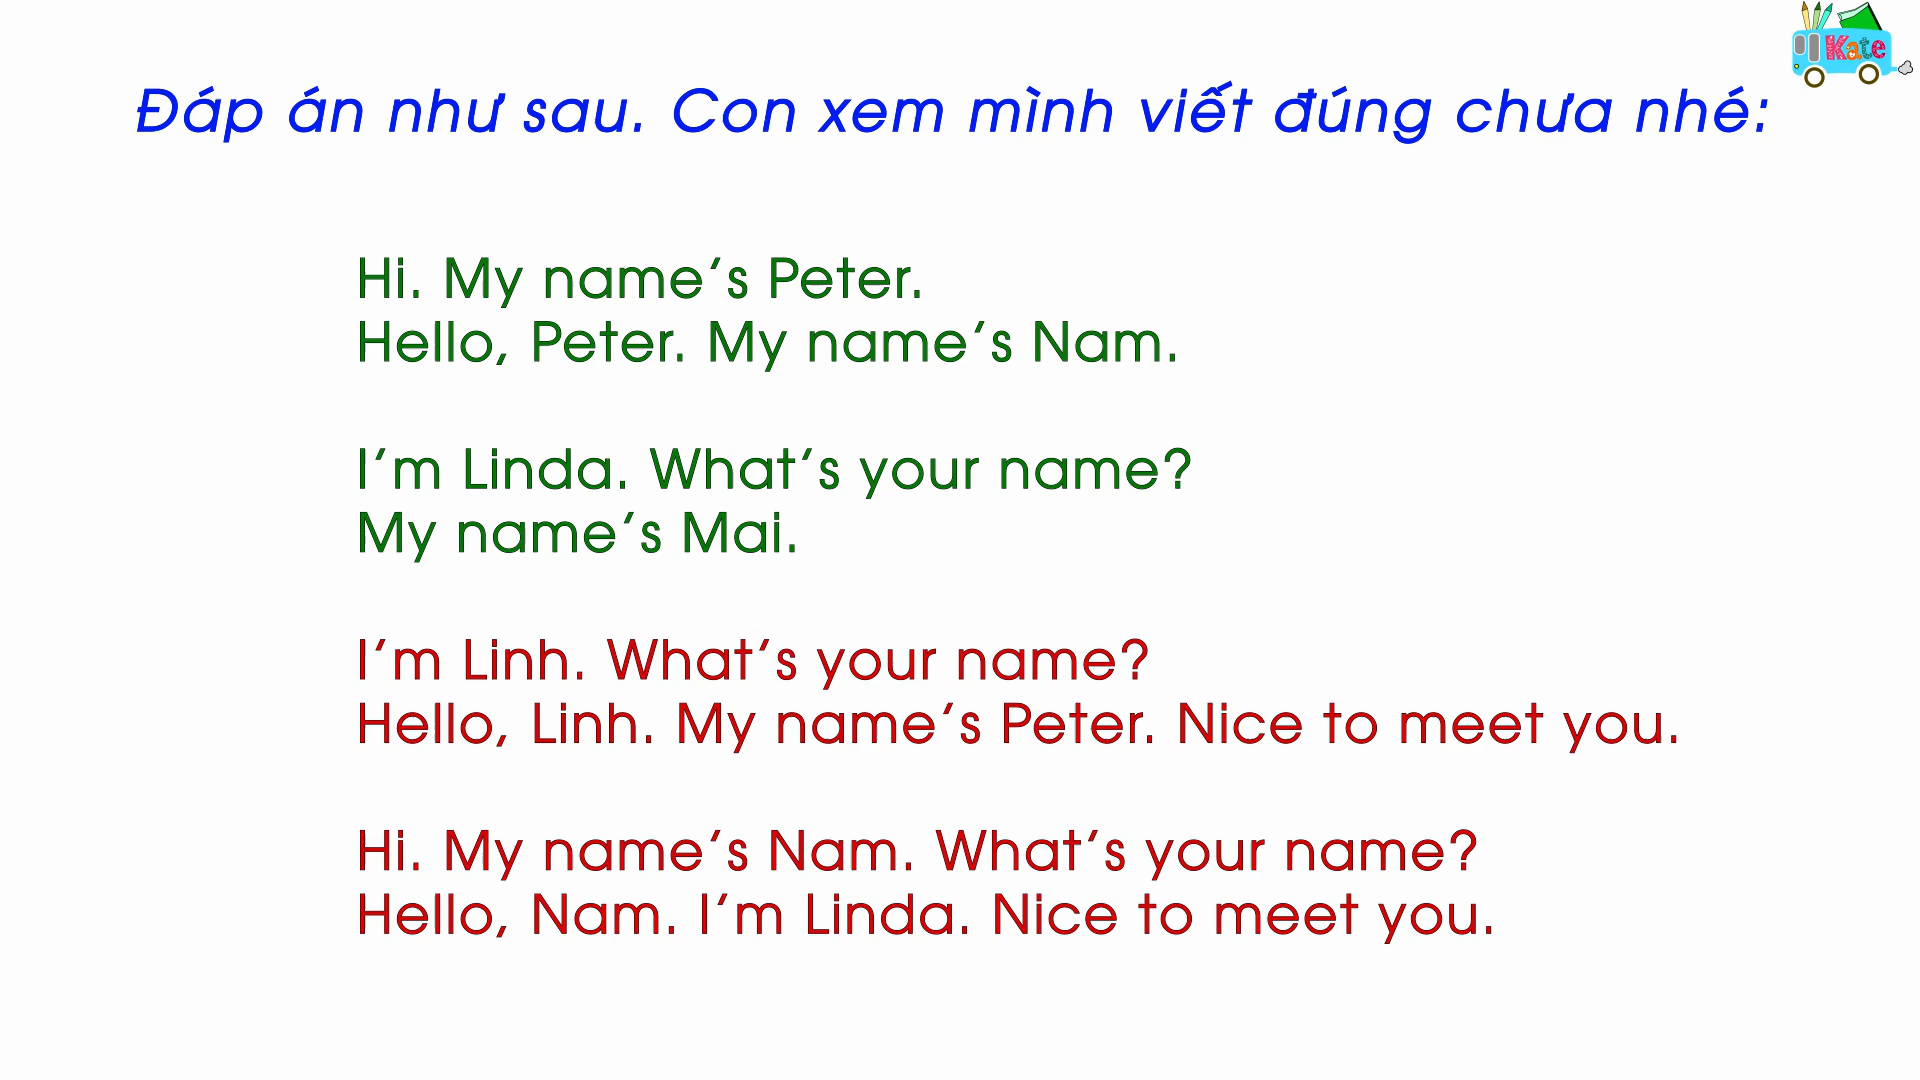 Kate
Đáp án như sau. Con xem mình viết đúng chưa nhé:
Hi. My name’s Peter.
Hello, Peter. My name’s Nam.
I’m Linda. What’s your name?
My name’s Mai.
I’m Linh. What’s your name?
Hello, Linh. My name’s Peter. Nice to meet you.
Hi. My name’s Nam. What’s your name?
Hello, Nam. I’m Linda. Nice to meet you.